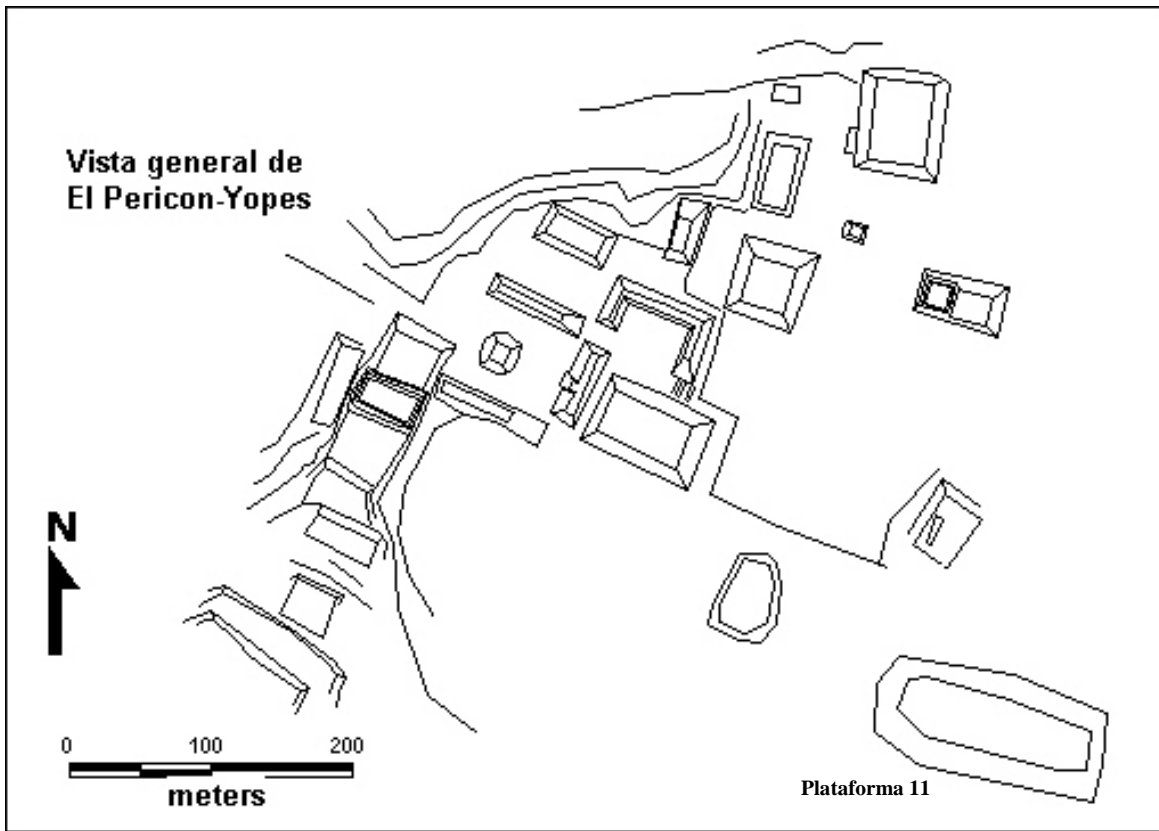 Vista general de
El Pericon-Yopes
N
0 100 200
meters
Plataforma 11